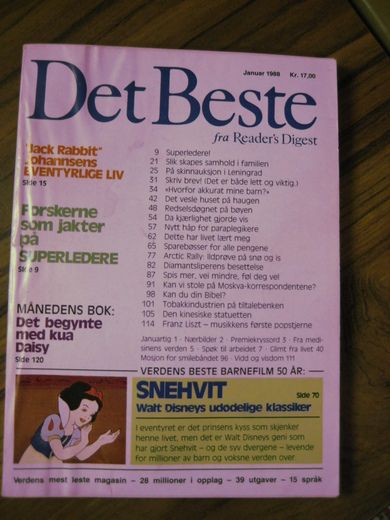 Januar 1988 Kr. 17,00
Det Beste
fra Reader's Digest
"Jack Rabbit"
Johannsens
EVENTYRLIGE LIV
Side 15
Forskerne
som jakter
på
SUPERLEDERE
Side 9
MÅNEDENS BOK:
Det begynte
med kua
Daisy
Side 120
9 Superledere!
21 Slik skapes samhold i familien
25 På skinnauksjon i Leningrad
31 Skriv brev! (Det er både lett og viktig.)
34 «Hvorfor akkurat mine barn?»
42 Det vesle huset på haugen
48 Redselsdøgnet på bøyen
54 Da kjærlighet gjorde vis
57 Nytt håp for paraplegikere
62 Dette har livet lært meg
65 Sparebøsser for alle pengene
77 Arctic Rally: Ildprøve på snø og is
82 Diamantsliperens besettelse
87 Spis mer, vei mindre, føl deg vel
91 Kan vi stole på Moskva-korrespondentene?
98 Kan du din Bibel?
101 Tobakkindustrien på tiltalebenken
105 Den kinesiske statuetten
114 Franz Liszt – musikkens første popstjerne
Januartig 1 - Nærbilder 2 - Premiekryssord 3 - Fra medi-
sinens verden 5 - Spøk til arbeidet 7 - Glimt fra livet 40
Mosjon for smilebåndet 96 - Vidd og visdom 111
VERDENS BESTE BARNEFILM 50 ÅR:
SNEHVIT Side 70
Walt Disneys udødelige klassiker
I eventyret er det prinsens kyss som skjenker
henne livet, men det er Walt Disneys geni som
har gjort Snehvit – og de syv dvergene – levende
for millioner av barn og voksne verden over.
Verdens mest leste magasin – 28 millioner i opplag – 39 utgaver – 15 språk